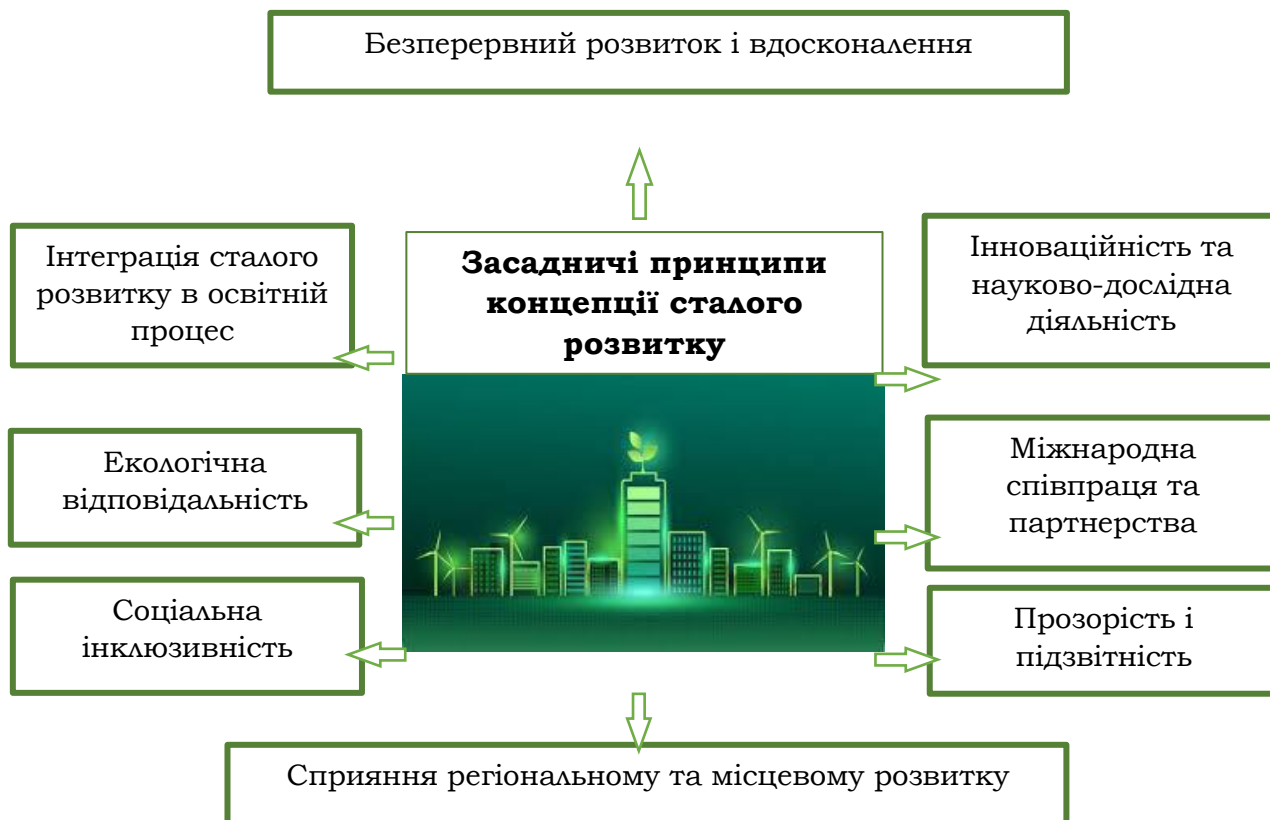 Безперервний розвиток і вдосконалення
Інтеграція сталого
розвитку в освітній
процес
Засадничі принципи
концепції сталого
розвитку
Інноваційність та
науково-дослідна
діяльність
Екологічна
відповідальність
Міжнародна
співпраця та
партнерства
Соціальна
інклюзивність
Прозорість і
підзвітність
Сприяння регіональному та місцевому розвитку